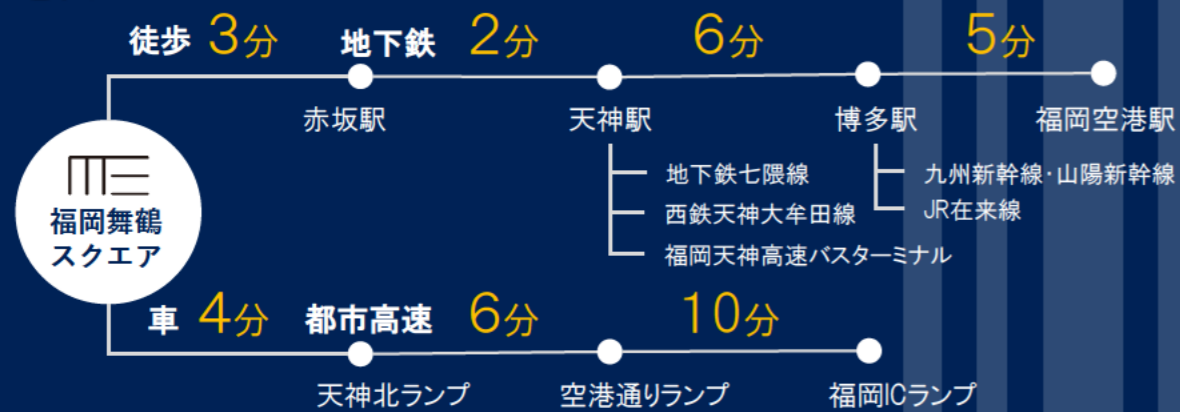 徒歩 3分 地下鉄 2分 6分 5分
赤坂駅 天神駅 博多駅 福岡空港駅
地下鉄七隈線
西鉄天神大牟田線
福岡天神高速バスターミナル
九州新幹線・山陽新幹線
JR在来線
福岡舞鶴
スクエア
車 4分 都市高速 6分 10分
天神北ランプ 空港通りランプ 福岡ICランプ